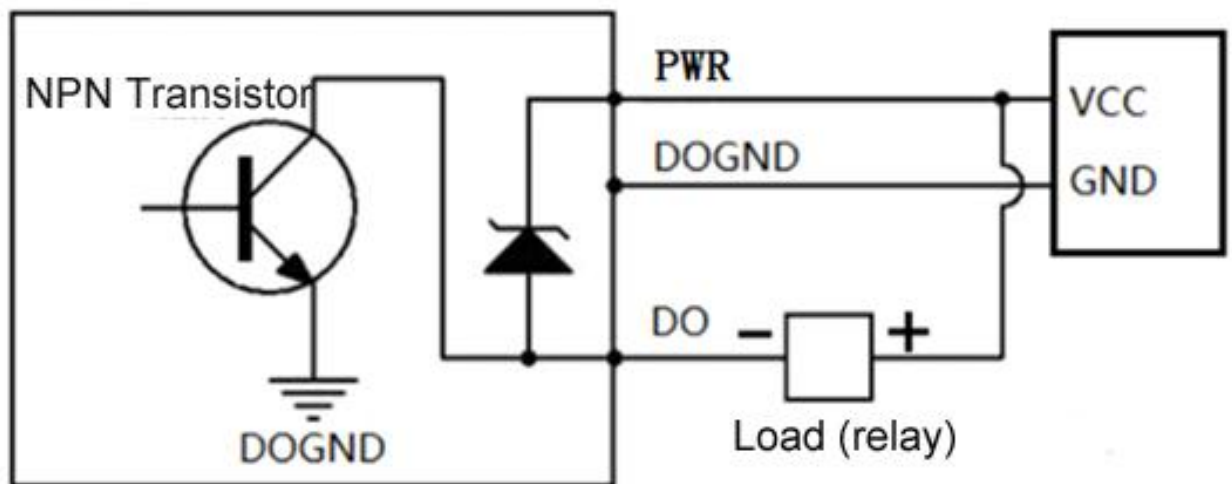 PWR
NPN Transistor
VCC
DOGND
GND
DO
-
+
Load (relay)
DOGND